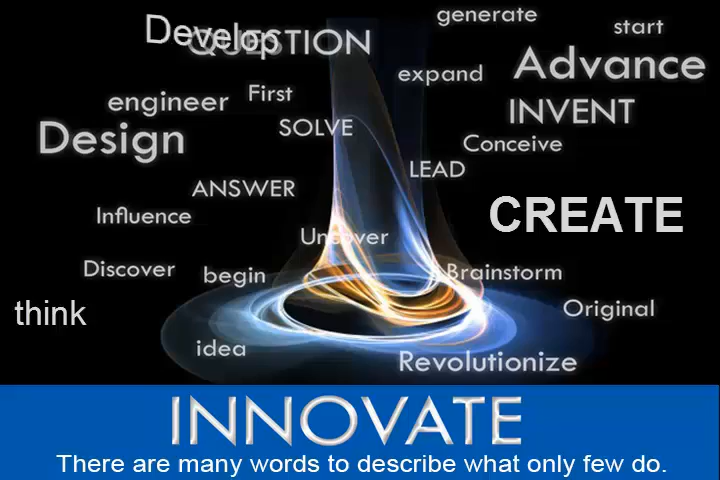 generate
start
Develop
QUESTION
expand
Advance
engineer
First
INVENT
SOLVE
Design
Conceive
LEAD
ANSWER
Influence
CREATE
Uncover
Discover
begin
Brainstorm
think
Original
idea
Revolutionize
INNOVATE
There are many words to describe what only few do.